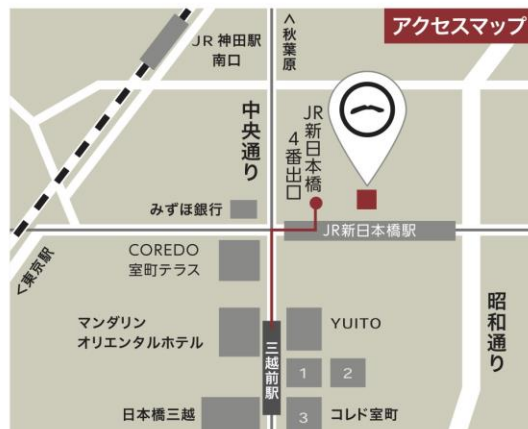 アクセスマップ
<秋葉原
JR 神田駅
南口
中央通り
JR新日本橋
4番出口
みずほ銀行
JR新日本橋駅
<東京駅
COREDO
室町テラス
昭和通り
マンダリン
オリエンタルホテル
三越前駅
YUITO
1
2
日本橋三越
3
コレド室町